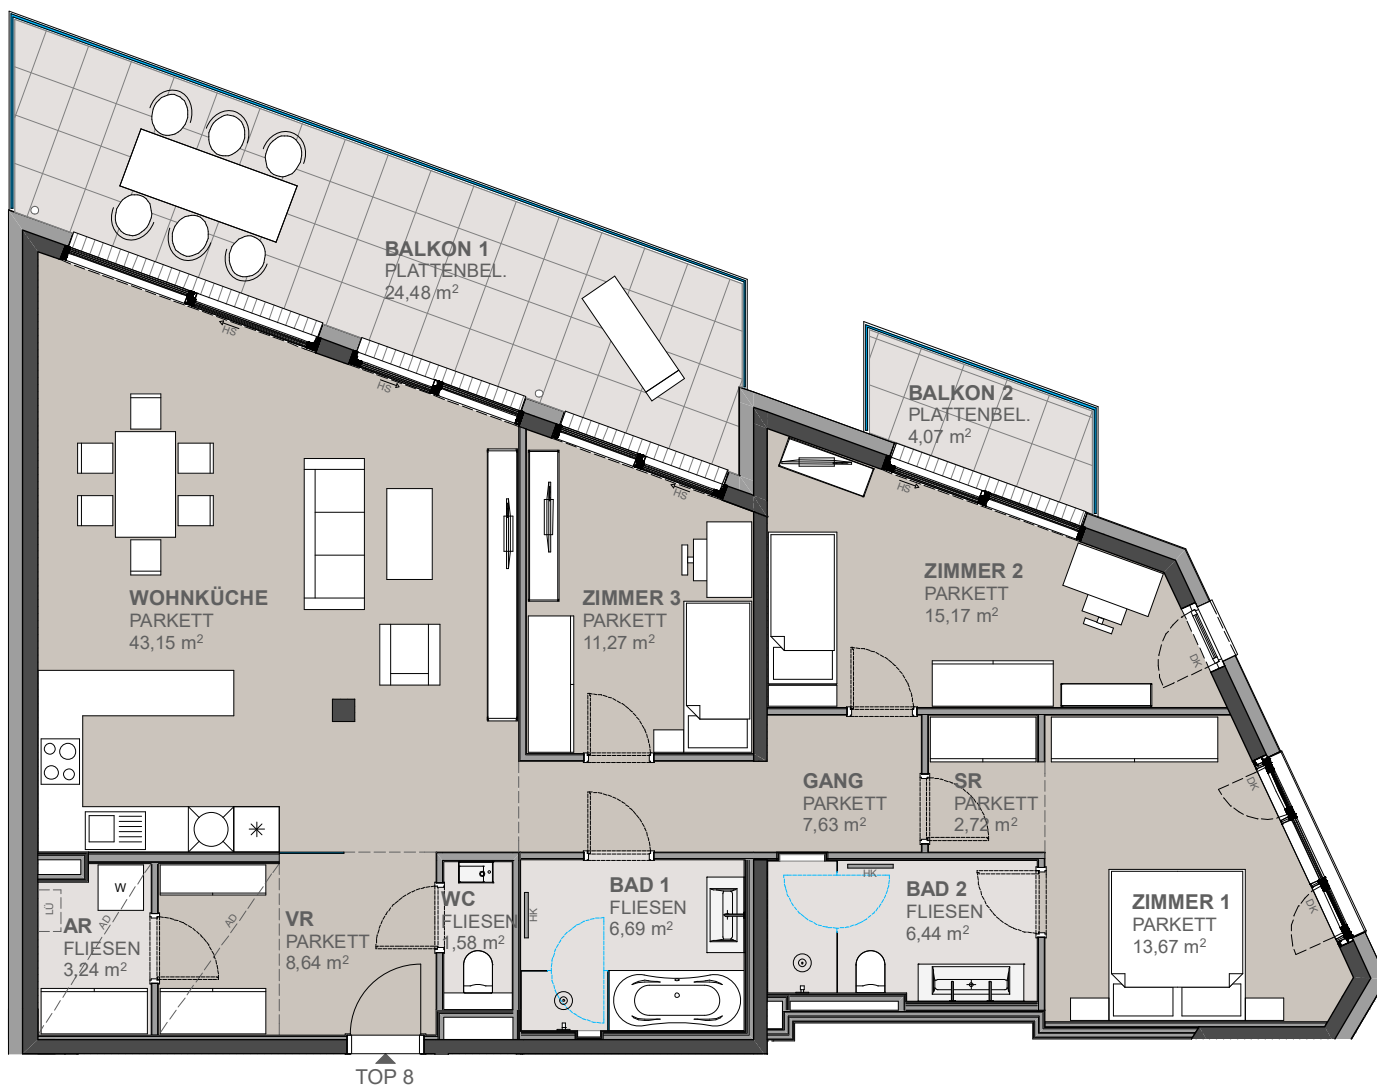 BALKON 1
PLATTENBEL.
24,48 m²
HS
HS
HS
BALKON 2
PLATTENBEL.
4,07 m²
HS
WOHNKÜCHE
PARKETT
43,15 m²
ZIMMER 3
PARKETT
11,27 m²
ZIMMER 2
PARKETT
15,17 m²
DK
GANG
PARKETT
7,63 m²
SR
PARKETT
2,72 m²
DK
DK
AR
FLIESEN
3,24 m²
LÜ
W
AD
AD
VR
PARKETT
8,64 m²
WC
FLIESEN
1,58 m²
HK
BAD 1
FLIESEN
6,69 m²
HK
BAD 2
FLIESEN
6,44 m²
ZIMMER 1
PARKETT
13,67 m²
TOP 8